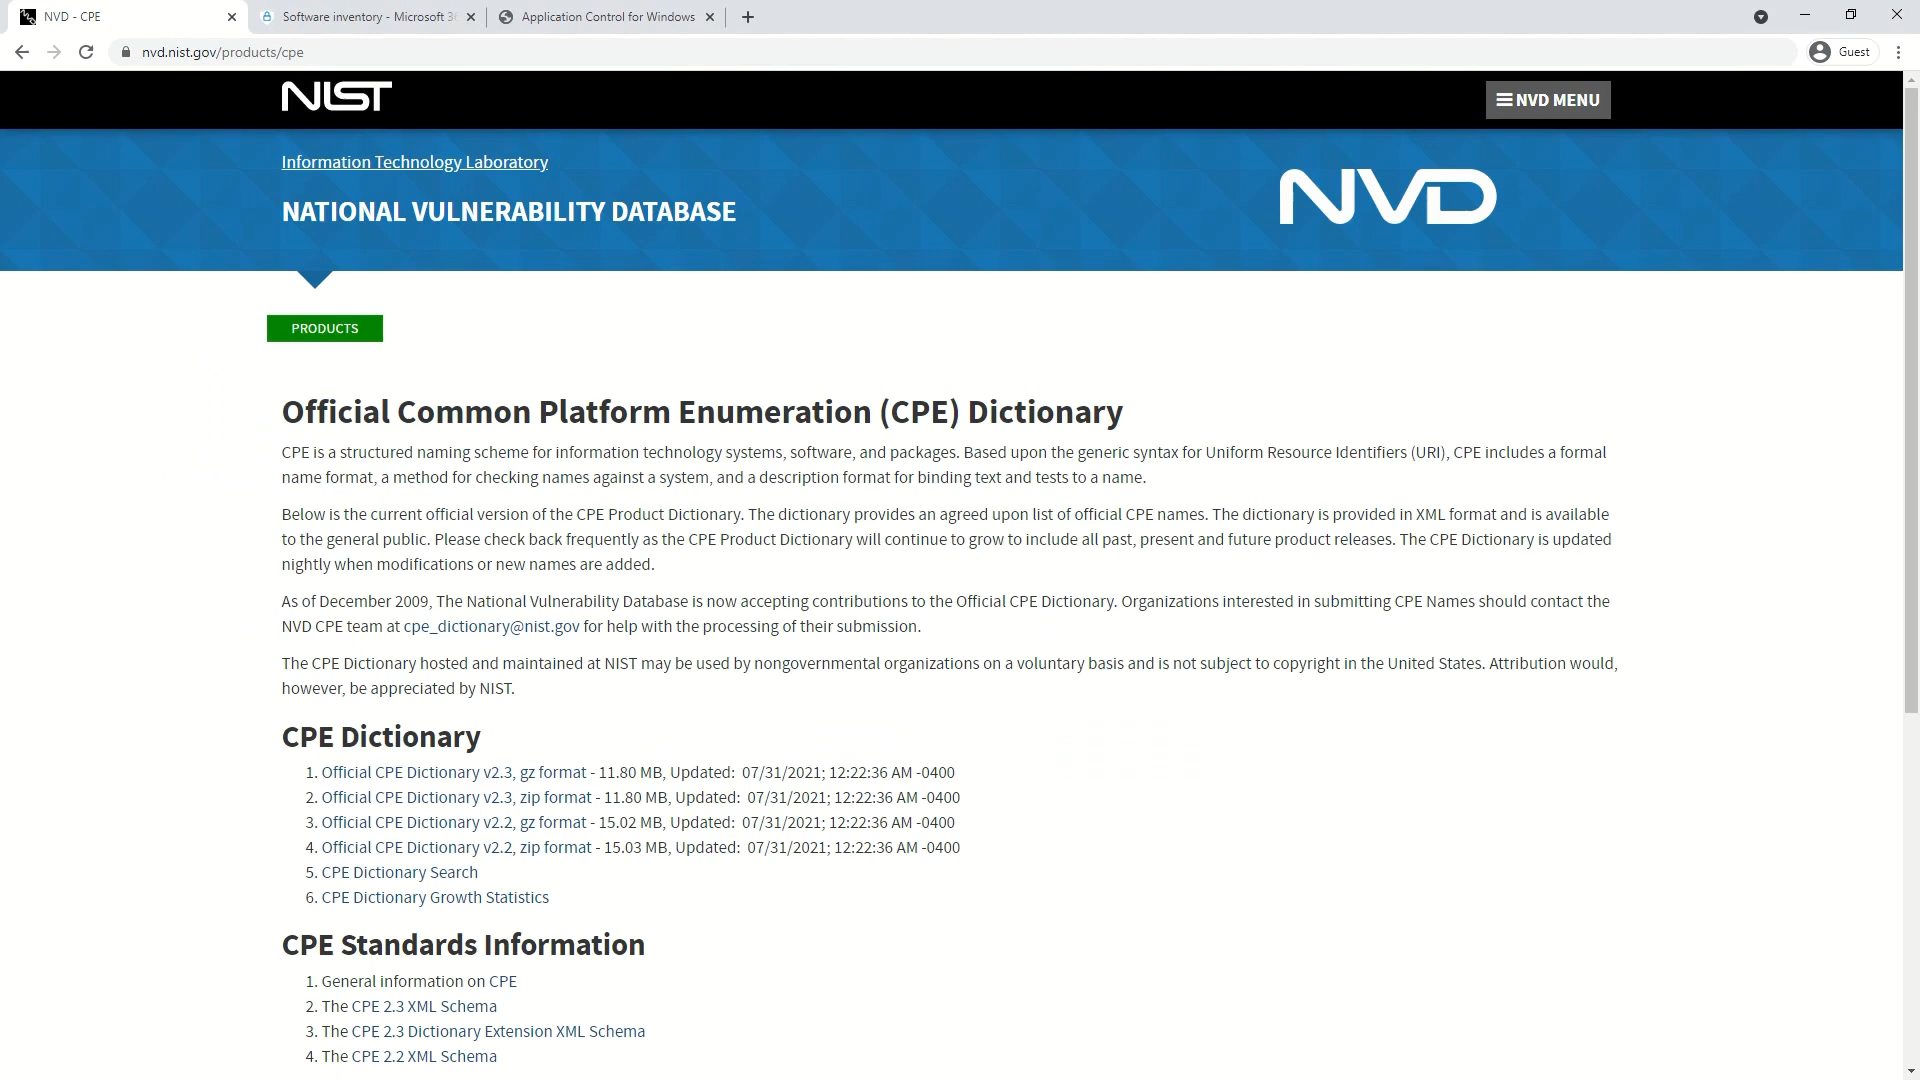 NVD - CPE
Software inventory - Microsoft 36
Application Control for Windows
nvd.nist.gov/products/cpe
Guest
NIST
NVD MENU
Information Technology Laboratory
NATIONAL VULNERABILITY DATABASE
NVD
PRODUCTS
Official Common Platform Enumeration (CPE) Dictionary
CPE is a structured naming scheme for information technology systems, software, and packages. Based upon the generic syntax for Uniform Resource Identifiers (URI), CPE includes a formal
name format, a method for checking names against a system, and a description format for binding text and tests to a name.
Below is the current official version of the CPE Product Dictionary. The dictionary provides an agreed upon list of official CPE names. The dictionary is provided in XML format and is available
to the general public. Please check back frequently as the CPE Product Dictionary will continue to grow to include all past, present and future product releases. The CPE Dictionary is updated
nightly when modifications or new names are added.
As of December 2009, The National Vulnerability Database is now accepting contributions to the Official CPE Dictionary. Organizations interested in submitting CPE Names should contact the
NVD CPE team at cpe_dictionary@nist.gov for help with the processing of their submission.
The CPE Dictionary hosted and maintained at NIST may be used by nongovernmental organizations on a voluntary basis and is not subject to copyright in the United States. Attribution would,
however, be appreciated by NIST.
CPE Dictionary
1. Official CPE Dictionary v2.3, gz format - 11.80 MB, Updated: 07/31/2021; 12:22:36 AM -0400
2. Official CPE Dictionary v2.3, zip format - 11.80 MB, Updated: 07/31/2021; 12:22:36 AM -0400
3. Official CPE Dictionary v2.2, gz format - 15.02 MB, Updated: 07/31/2021; 12:22:36 AM -0400
4. Official CPE Dictionary v2.2, zip format - 15.03 MB, Updated: 07/31/2021; 12:22:36 AM -0400
5. CPE Dictionary Search
6. CPE Dictionary Growth Statistics
CPE Standards Information
1. General information on CPE
2. The CPE 2.3 XML Schema
3. The CPE 2.3 Dictionary Extension XML Schema
4. The CPE 2.2 XML Schema